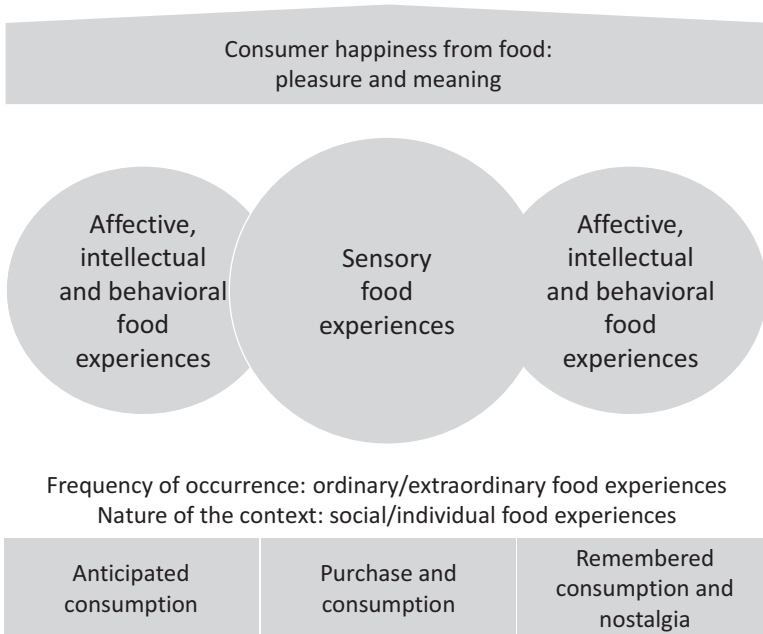 Consumer happiness from food:
pleasure and meaning
Affective,
intellectual
and behavioral
food
experiences
Sensory
food
experiences
Affective,
intellectual
and behavioral
food
experiences
Frequency of occurrence: ordinary/extraordinary food experiences
Nature of the context: social/individual food experiences
Anticipated
consumption
Purchase and
consumption
Remembered
consumption and
nostalgia